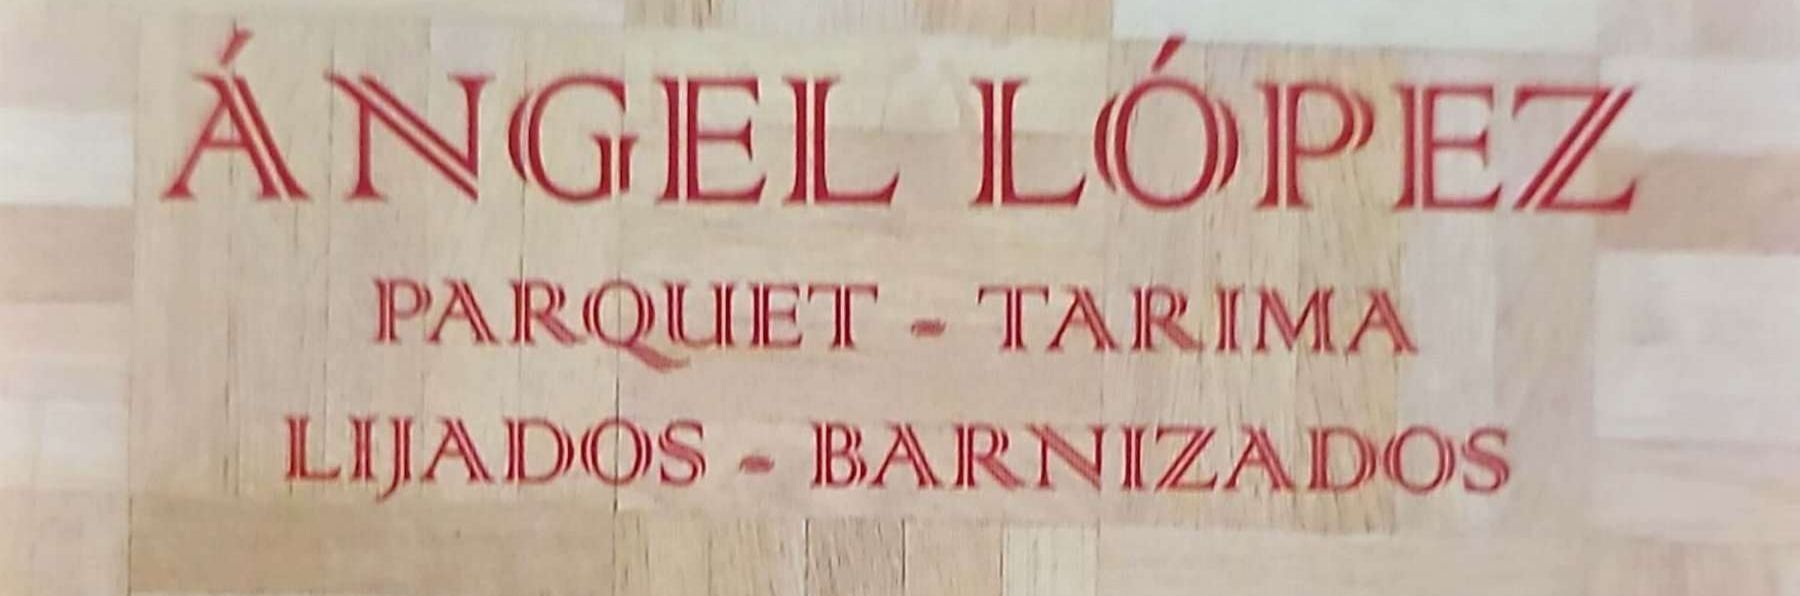 ÁNGEL LÓPEZ
PARQUET - TARIMA
LIJADOS - BARNIZADOS